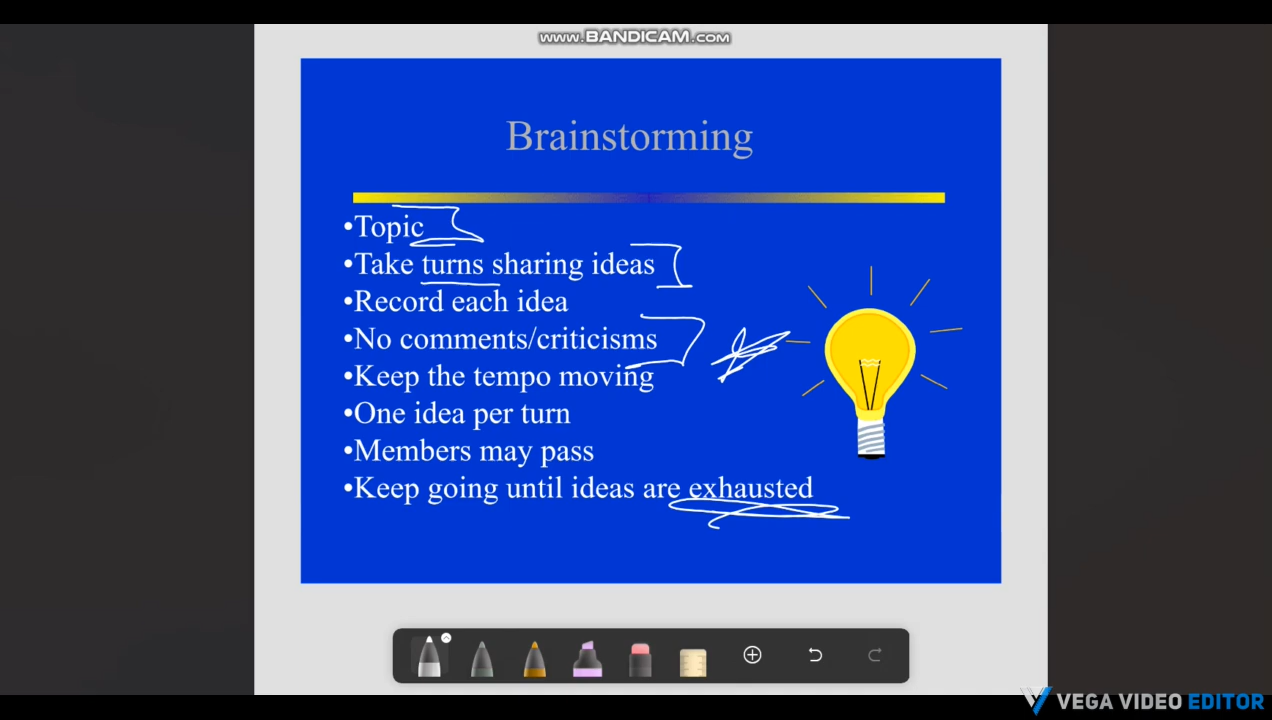 www.BANDICAM.com
Brainstorming
•Topic
•Take turns sharing ideas
•Record each idea
•No comments/criticisms
•Keep the tempo moving
•One idea per turn
•Members may pass
•Keep going until ideas are exhausted
VEGA VIDEO EDITOR